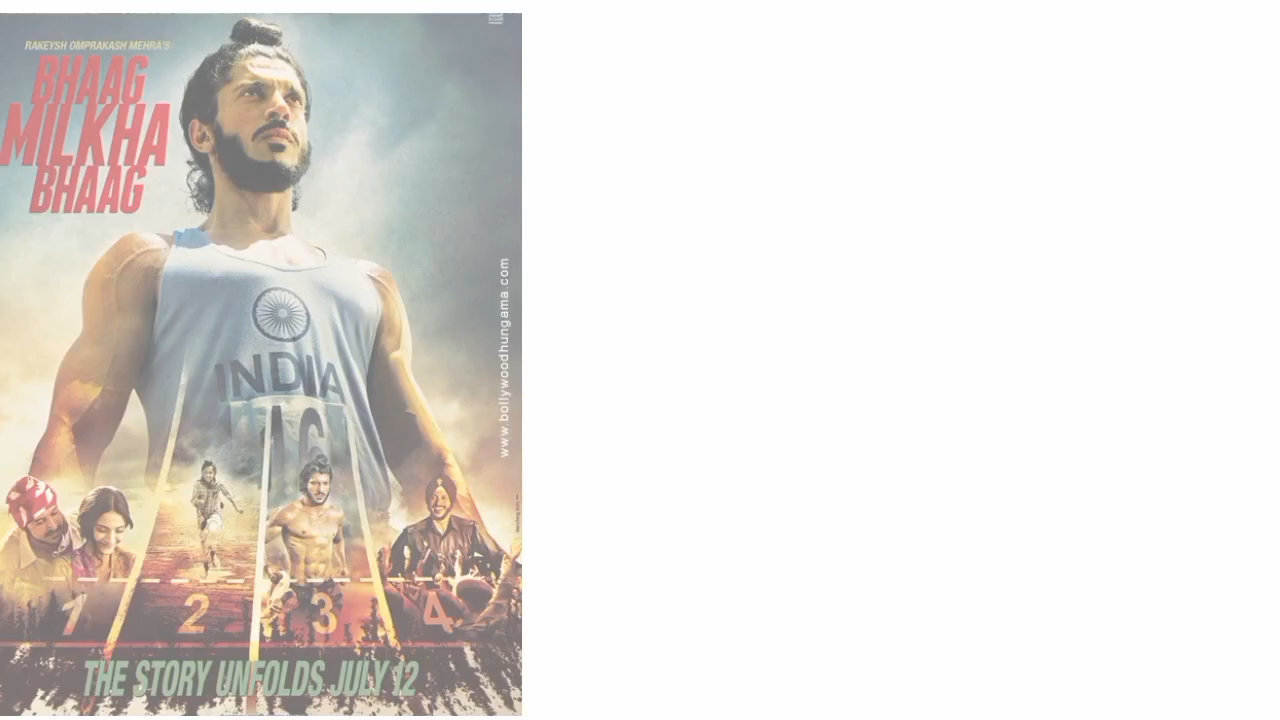 RAKEYSH OMPRAKASH MEHRA'S
BHAAG
MILKHA
BHAAG
www.bollywoodhungama.com
INDIA
16
1 2 3 4
THE STORY UNFOLDS JULY 12